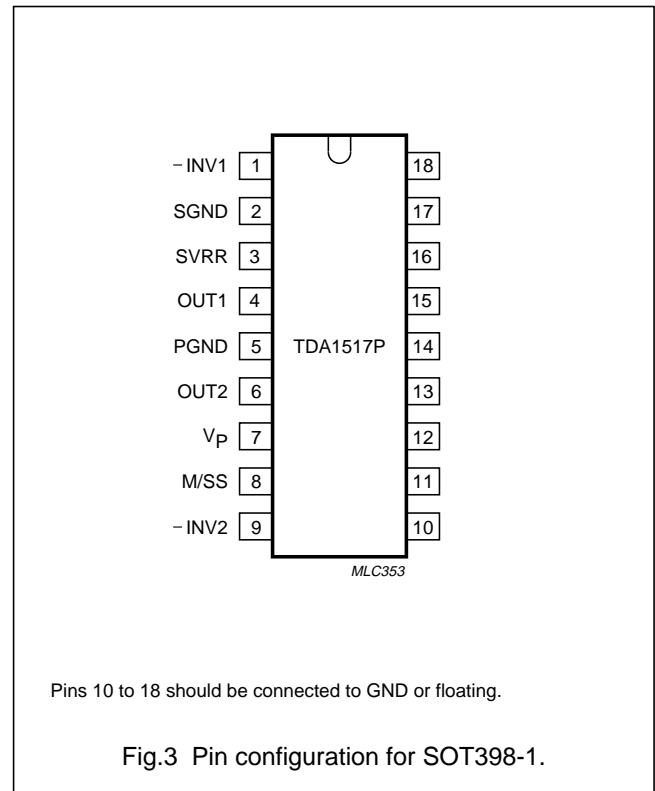 −INV1 1 18
SGND 2 17
SVRR 3 16
OUT1 4 15
PGND 5 TDA1517P 14
OUT2 6 13
VP 7 12
M/SS 8 11
−INV2 9 10
MLC353
Pins 10 to 18 should be connected to GND or floating.
Fig.3 Pin configuration for SOT398-1.